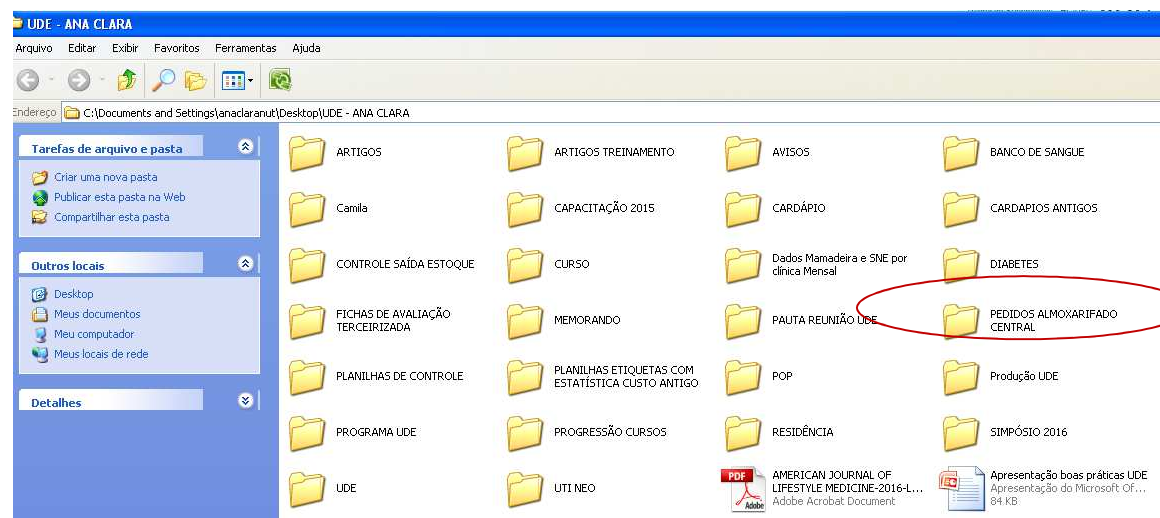 UDE - ANA CLARA
Arquivo Editar Exibir Favoritos Ferramentas Ajuda
Endereço C:\Documents and Settings\anaclaranut\Desktop\UDE - ANA CLARA
Tarefas de arquivo e pasta
Criar uma nova pasta
Publicar esta pasta na Web
Compartilhar esta pasta
Outros locais
Desktop
Meus documentos
Meu computador
Meus locais de rede
Detalhes
ARTIGOS
ARTIGOS TREINAMENTO
AVISOS
BANCO DE SANGUE
Camila
CAPACITAÇÃO 2015
CARDÁPIO
CARDAPIOS ANTIGOS
CONTROLE SAÍDA ESTOQUE
CURSO
Dados Mamadeira e SNE por
clínica Mensal
DIABETES
FICHAS DE AVALIAÇÃO
TERCEIRIZADA
MEMORANDO
PAUTA REUNIÃO UDE
PEDIDOS ALMOXARIFADO
CENTRAL
PLANILHAS DE CONTROLE
PLANILHAS ETIQUETAS COM
ESTATÍSTICA CUSTO ANTIGO
POP
Produção UDE
PROGRAMA UDE
PROGRESSÃO CURSOS
RESIDÊNCIA
SIMPÓSIO 2016
UDE
UTI NEO
PDF
Adobe
AMERICAN JOURNAL OF
LIFESTYLE MEDICINE-2016-L...
Adobe Acrobat Document
Apresentação boas práticas UDE
Apresentação do Microsoft Of...
84 KB